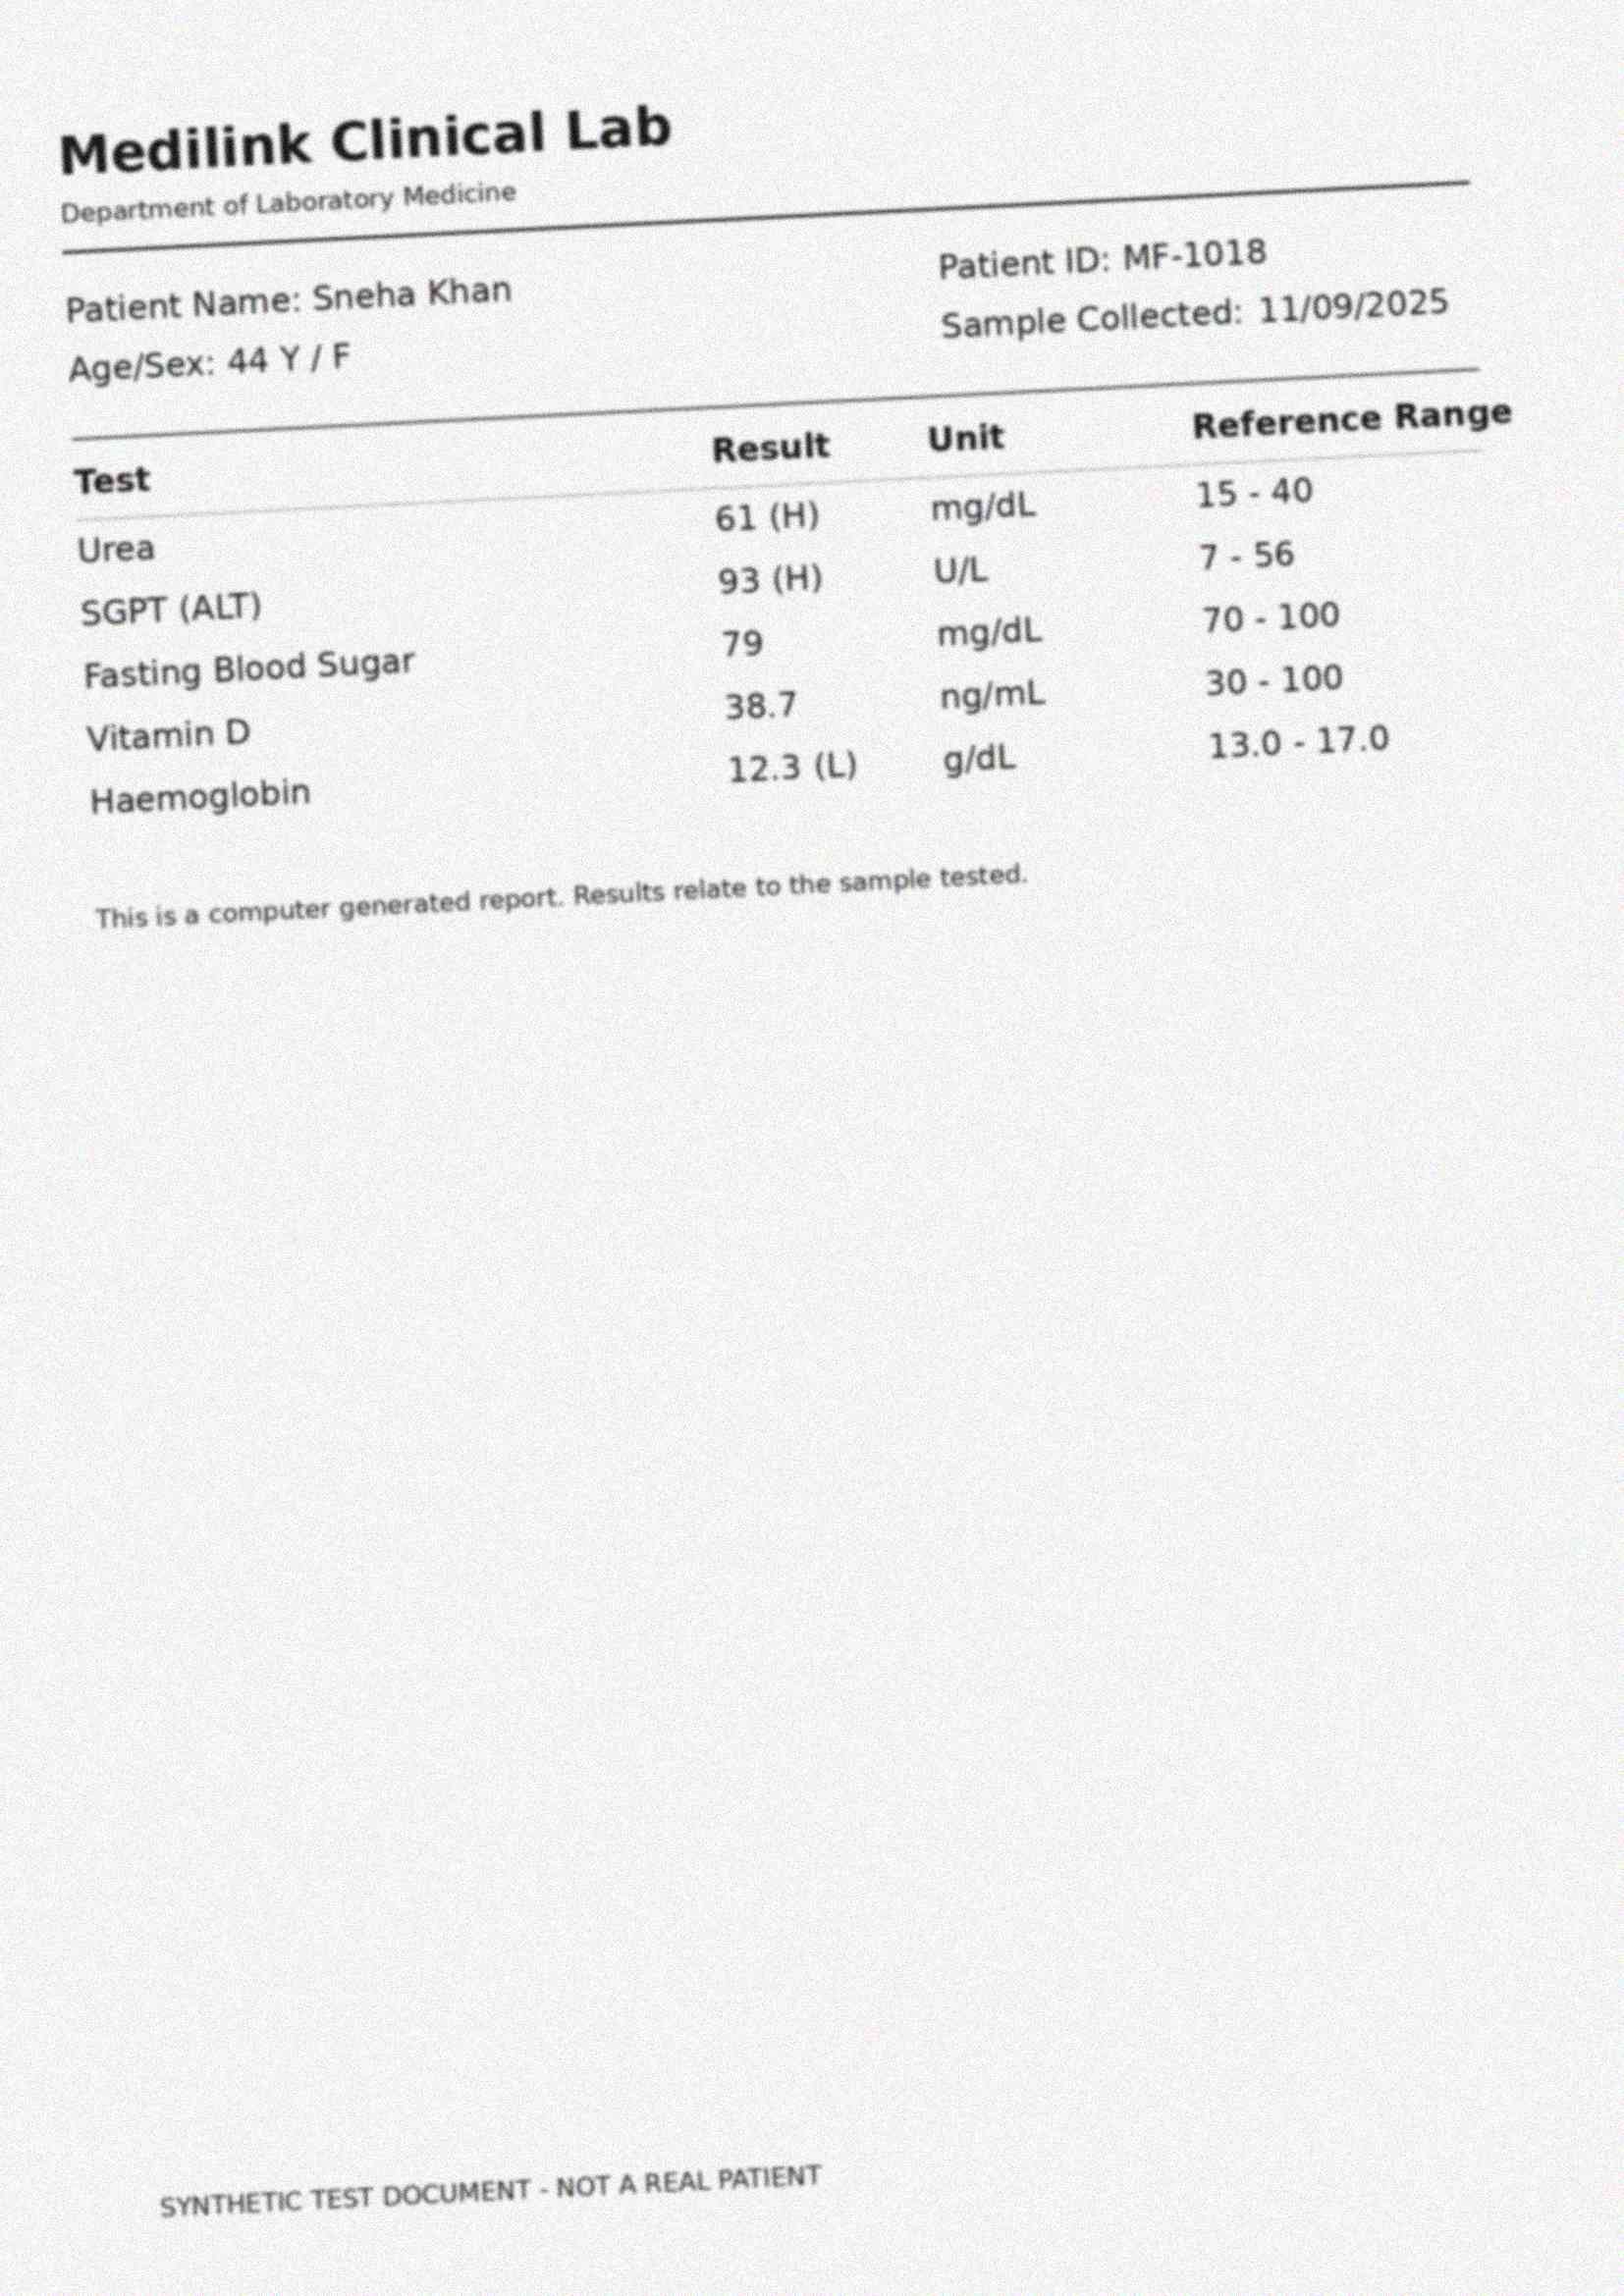 Medilink Clinical Lab
Department of Laboratory Medicine
Patient Name: Sneha Khan Patient ID: MF-1018
Age/Sex: 44 Y / F Sample Collected: 11/09/2025
Test Result Unit Reference Range
Urea 61 (H) mg/dL 15 - 40
SGPT (ALT) 93 (H) U/L 7 - 56
Fasting Blood Sugar 79 mg/dL 70 - 100
Vitamin D 38.7 ng/mL 30 - 100
Haemoglobin 12.3 (L) g/dL 13.0 - 17.0
This is a computer generated report. Results relate to the sample tested.
SYNTHETIC TEST DOCUMENT - NOT A REAL PATIENT